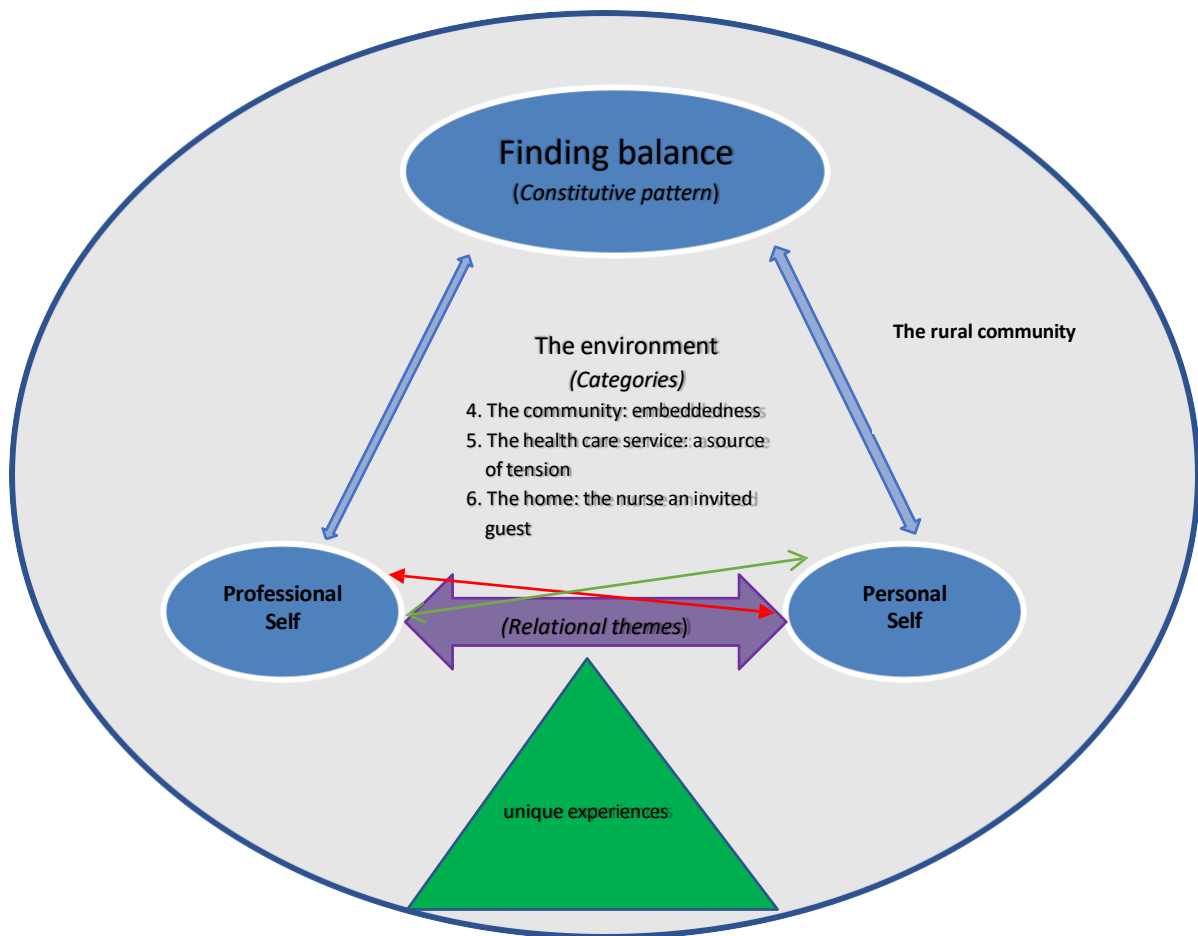 Finding balance
(Constitutive pattern)
The rural community
The environment
(Categories)
4. The community: embeddedness
5. The health care service: a source
of tension
6. The home: the nurse an invited
guest
Professional
Self
(Relational themes)
Personal
Self
unique experiences